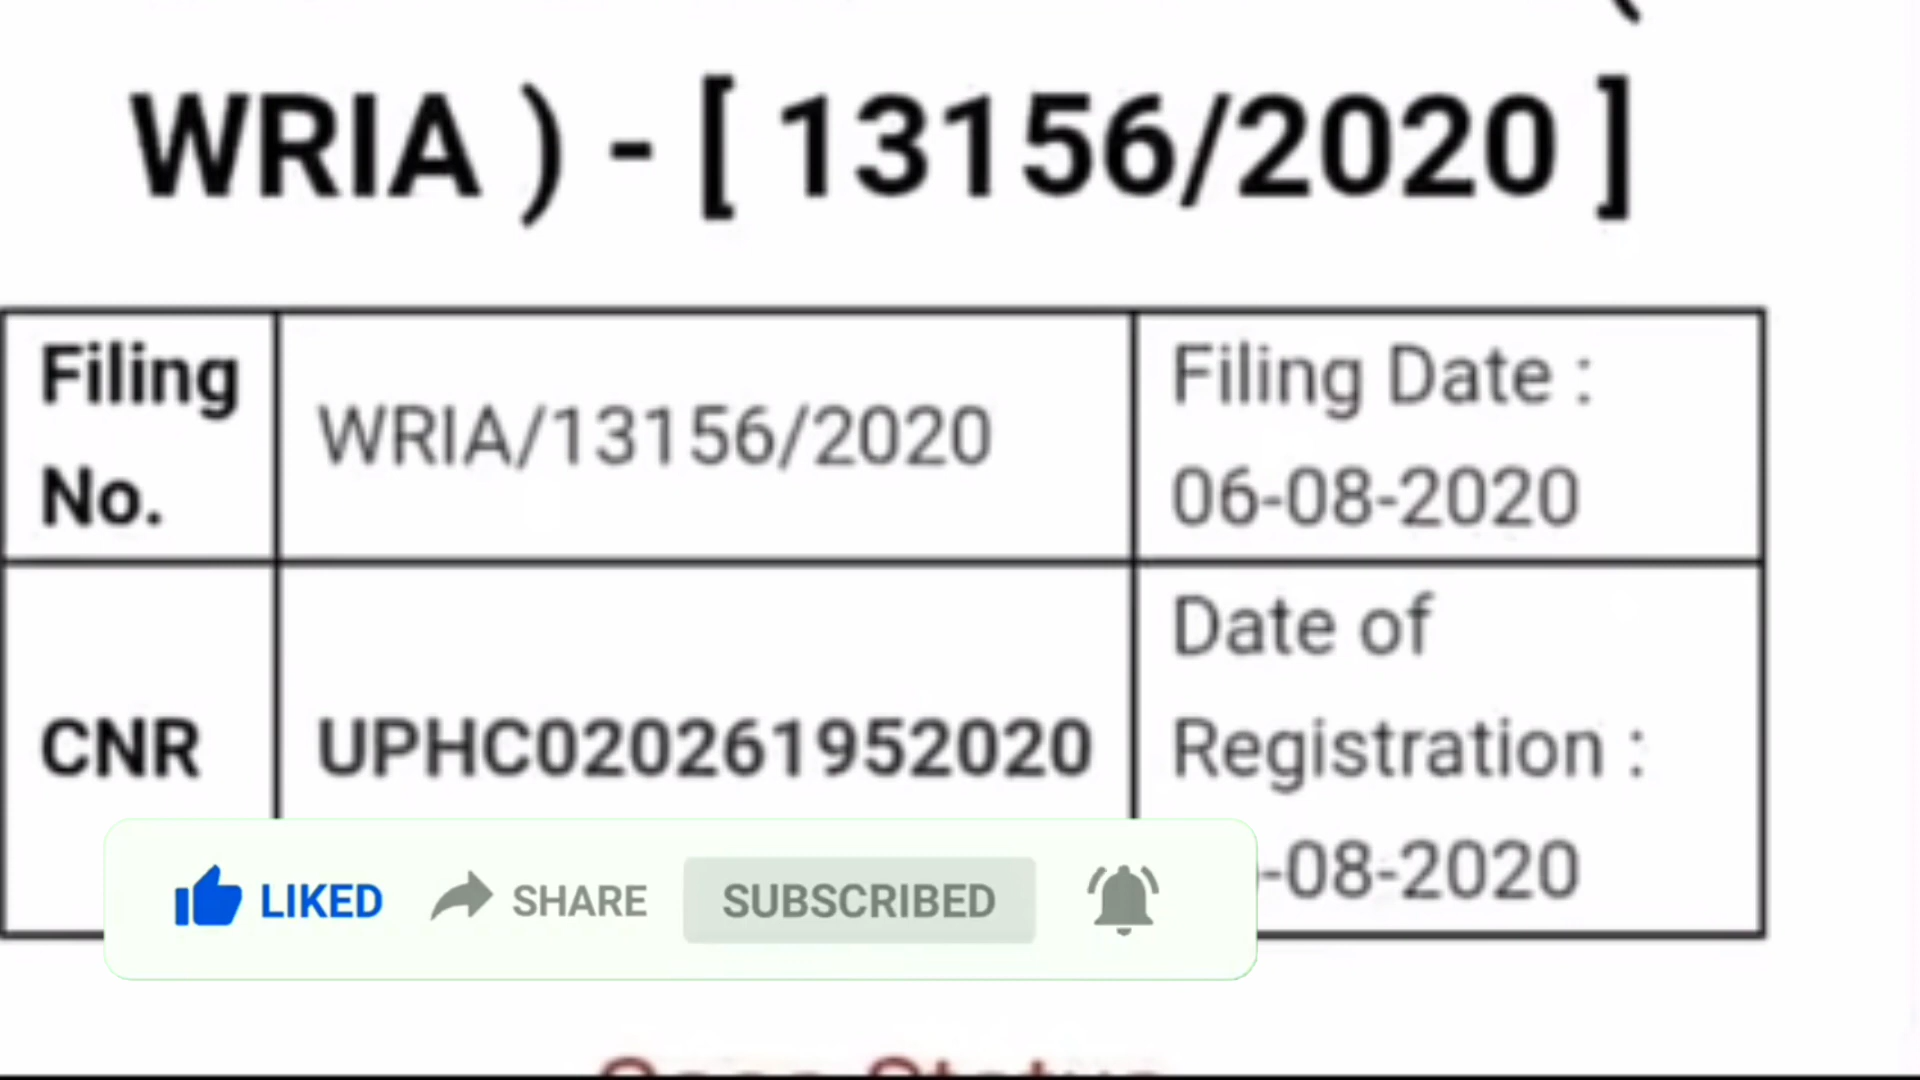 WRIA ) - [ 13156/2020 ]
Filing No.
WRIA/13156/2020
Filing Date :
06-08-2020
CNR
UPHC020261952020
Date of
Registration :
-08-2020
LIKED SHARE SUBSCRIBED